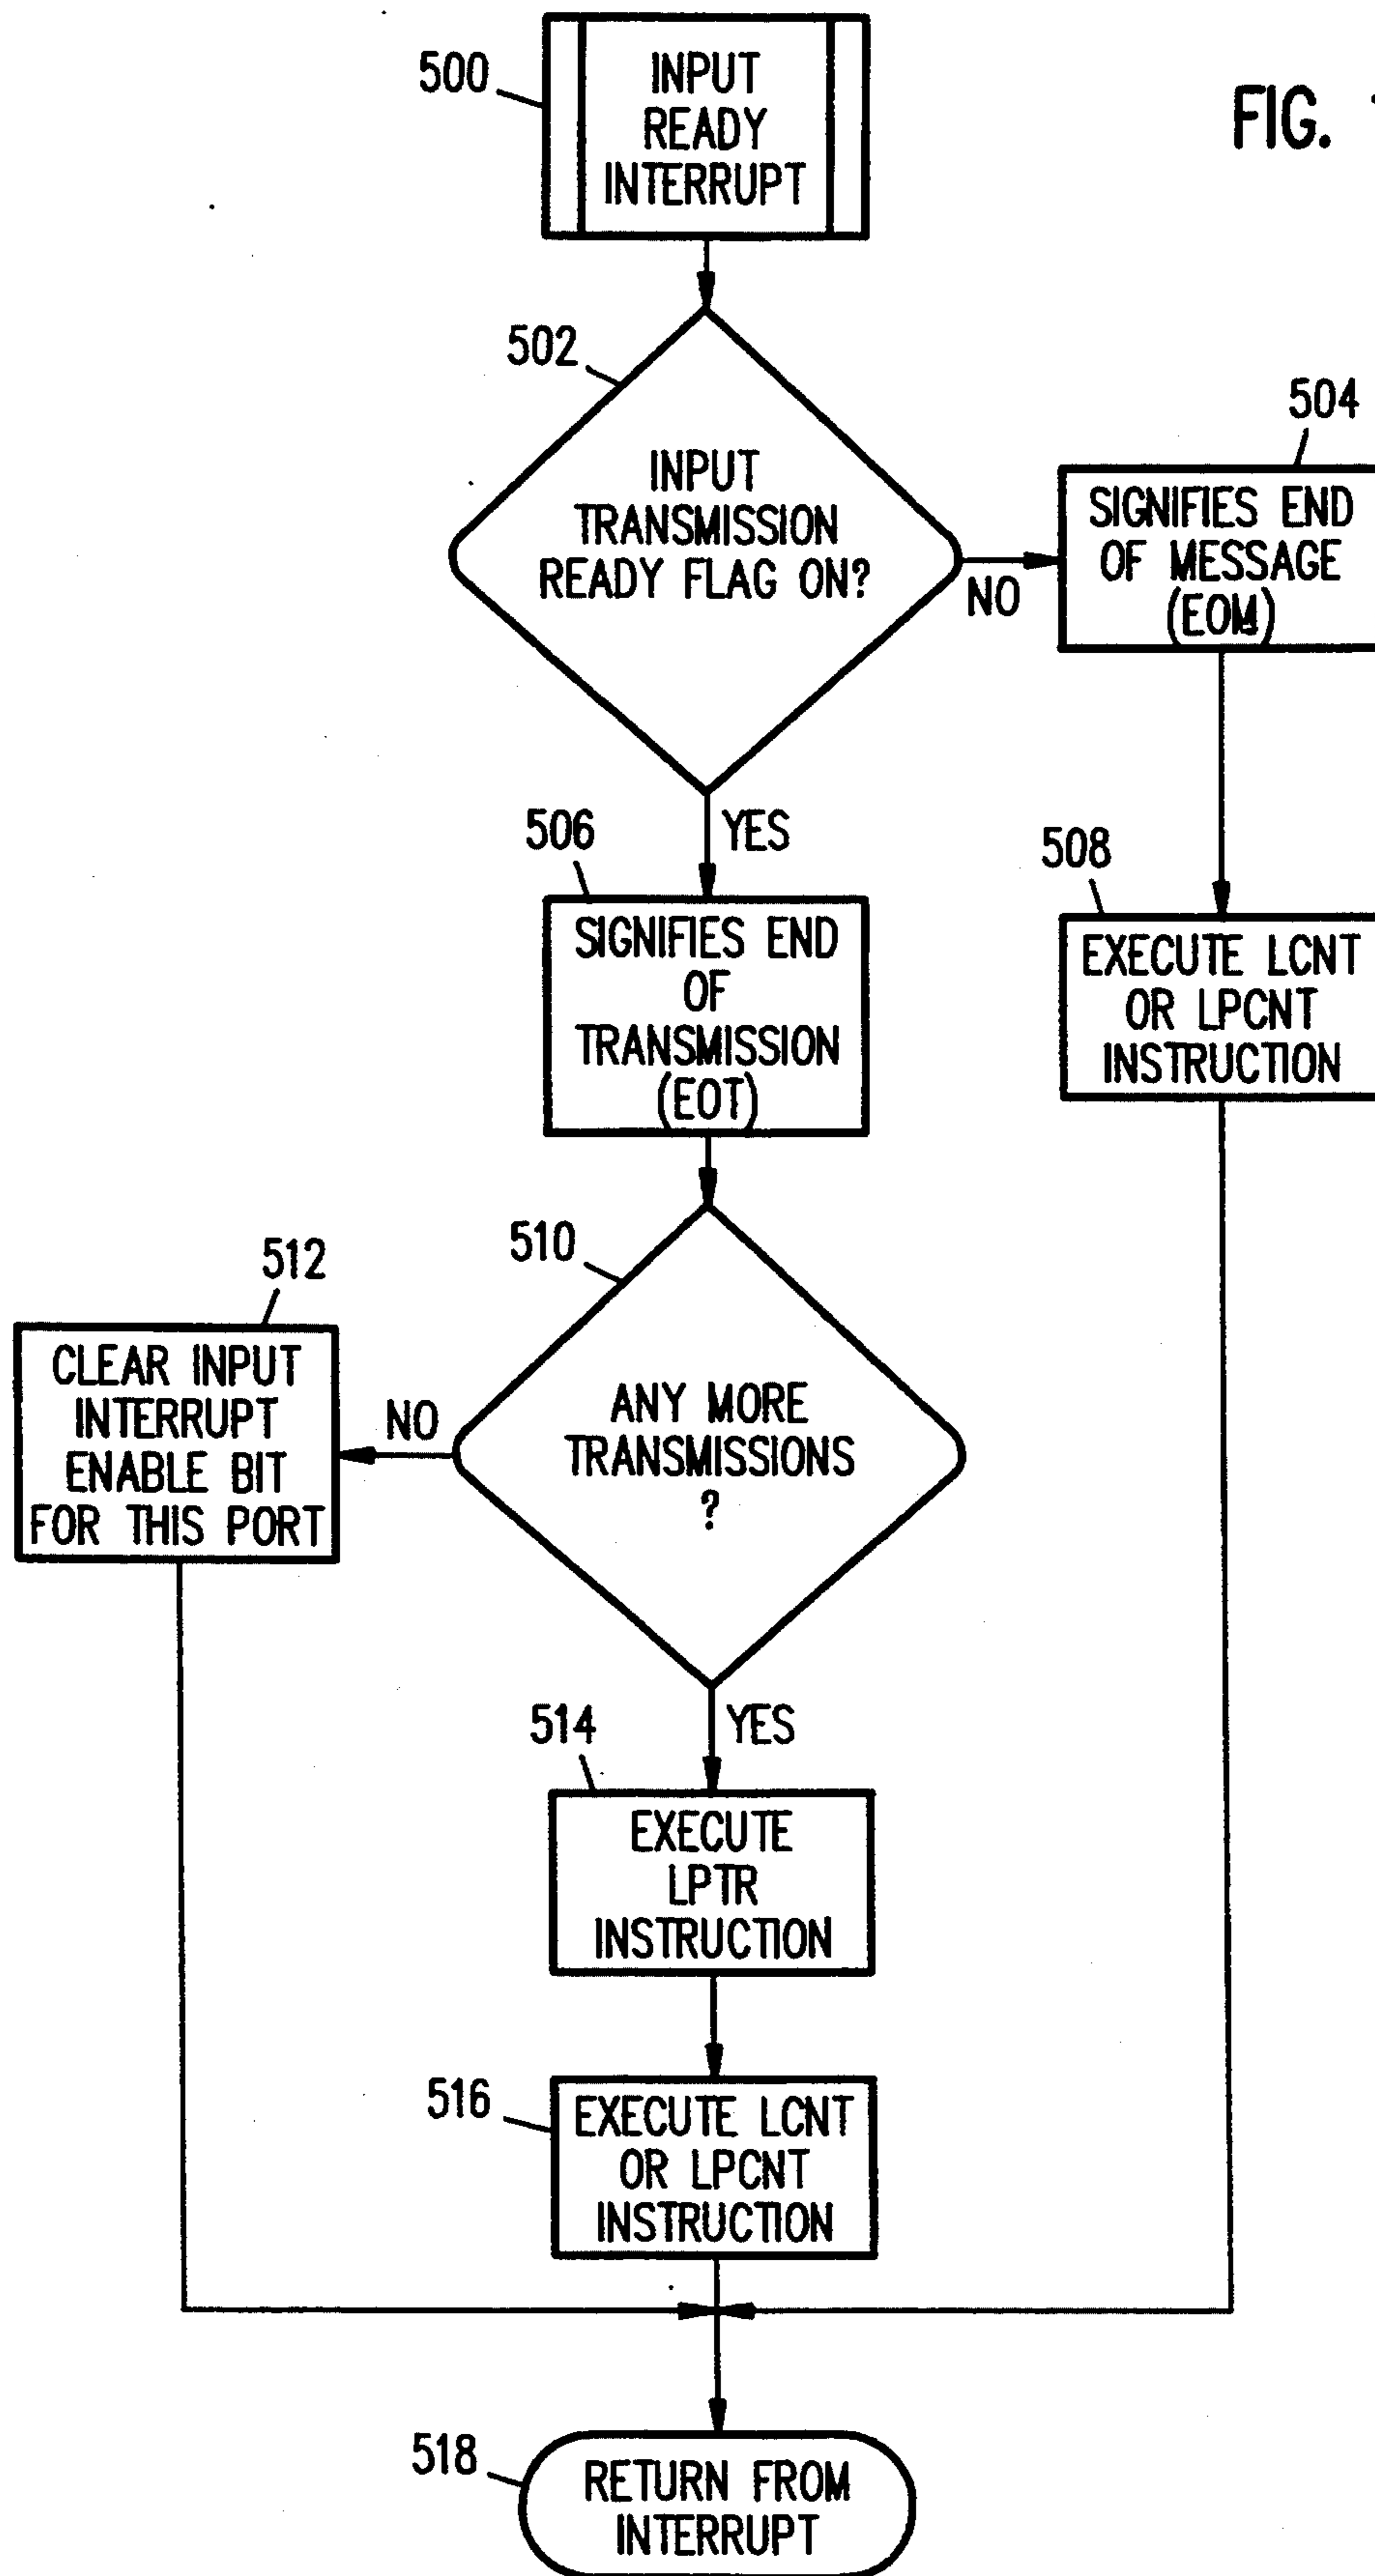 500
INPUT
READY
INTERRUPT
FIG.
502
INPUT
TRANSMISSION
READY FLAG ON?
NO
504
SIGNIFIES END
OF MESSAGE
(EOM)
YES
506
SIGNIFIES END
OF
TRANSMISSION
(EOT)
508
EXECUTE LCNT
OR LPCNT
INSTRUCTION
510
ANY MORE
TRANSMISSIONS
?
NO
512
CLEAR INPUT
INTERRUPT
ENABLE BIT
FOR THIS PORT
YES
514
EXECUTE
LPTR
INSTRUCTION
516
EXECUTE LCNT
OR LPCNT
INSTRUCTION
518
RETURN FROM
INTERRUPT